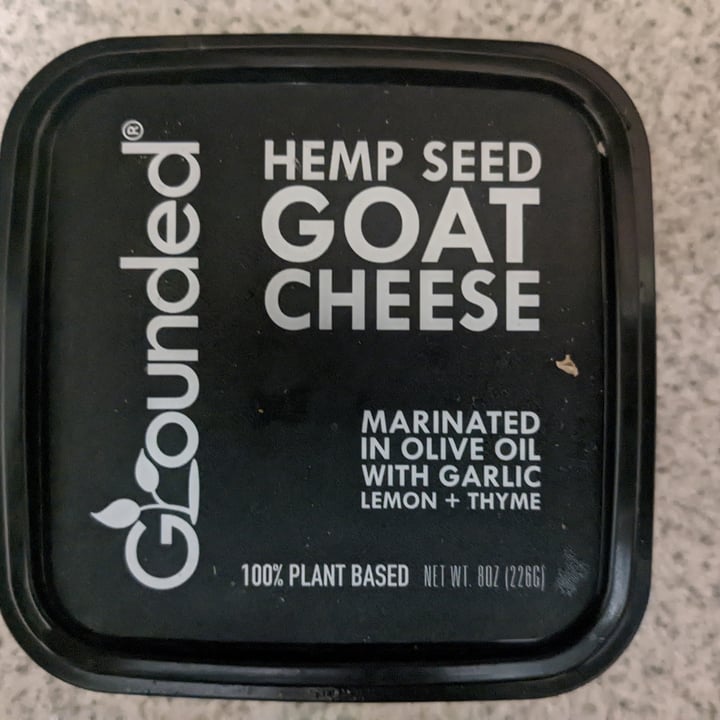 Grounded®
HEMP SEED
GOAT
CHEESE
MARINATED
IN OLIVE OIL
WITH GARLIC
LEMON + THYME
100% PLANT BASED NET WT. 8OZ (226G)